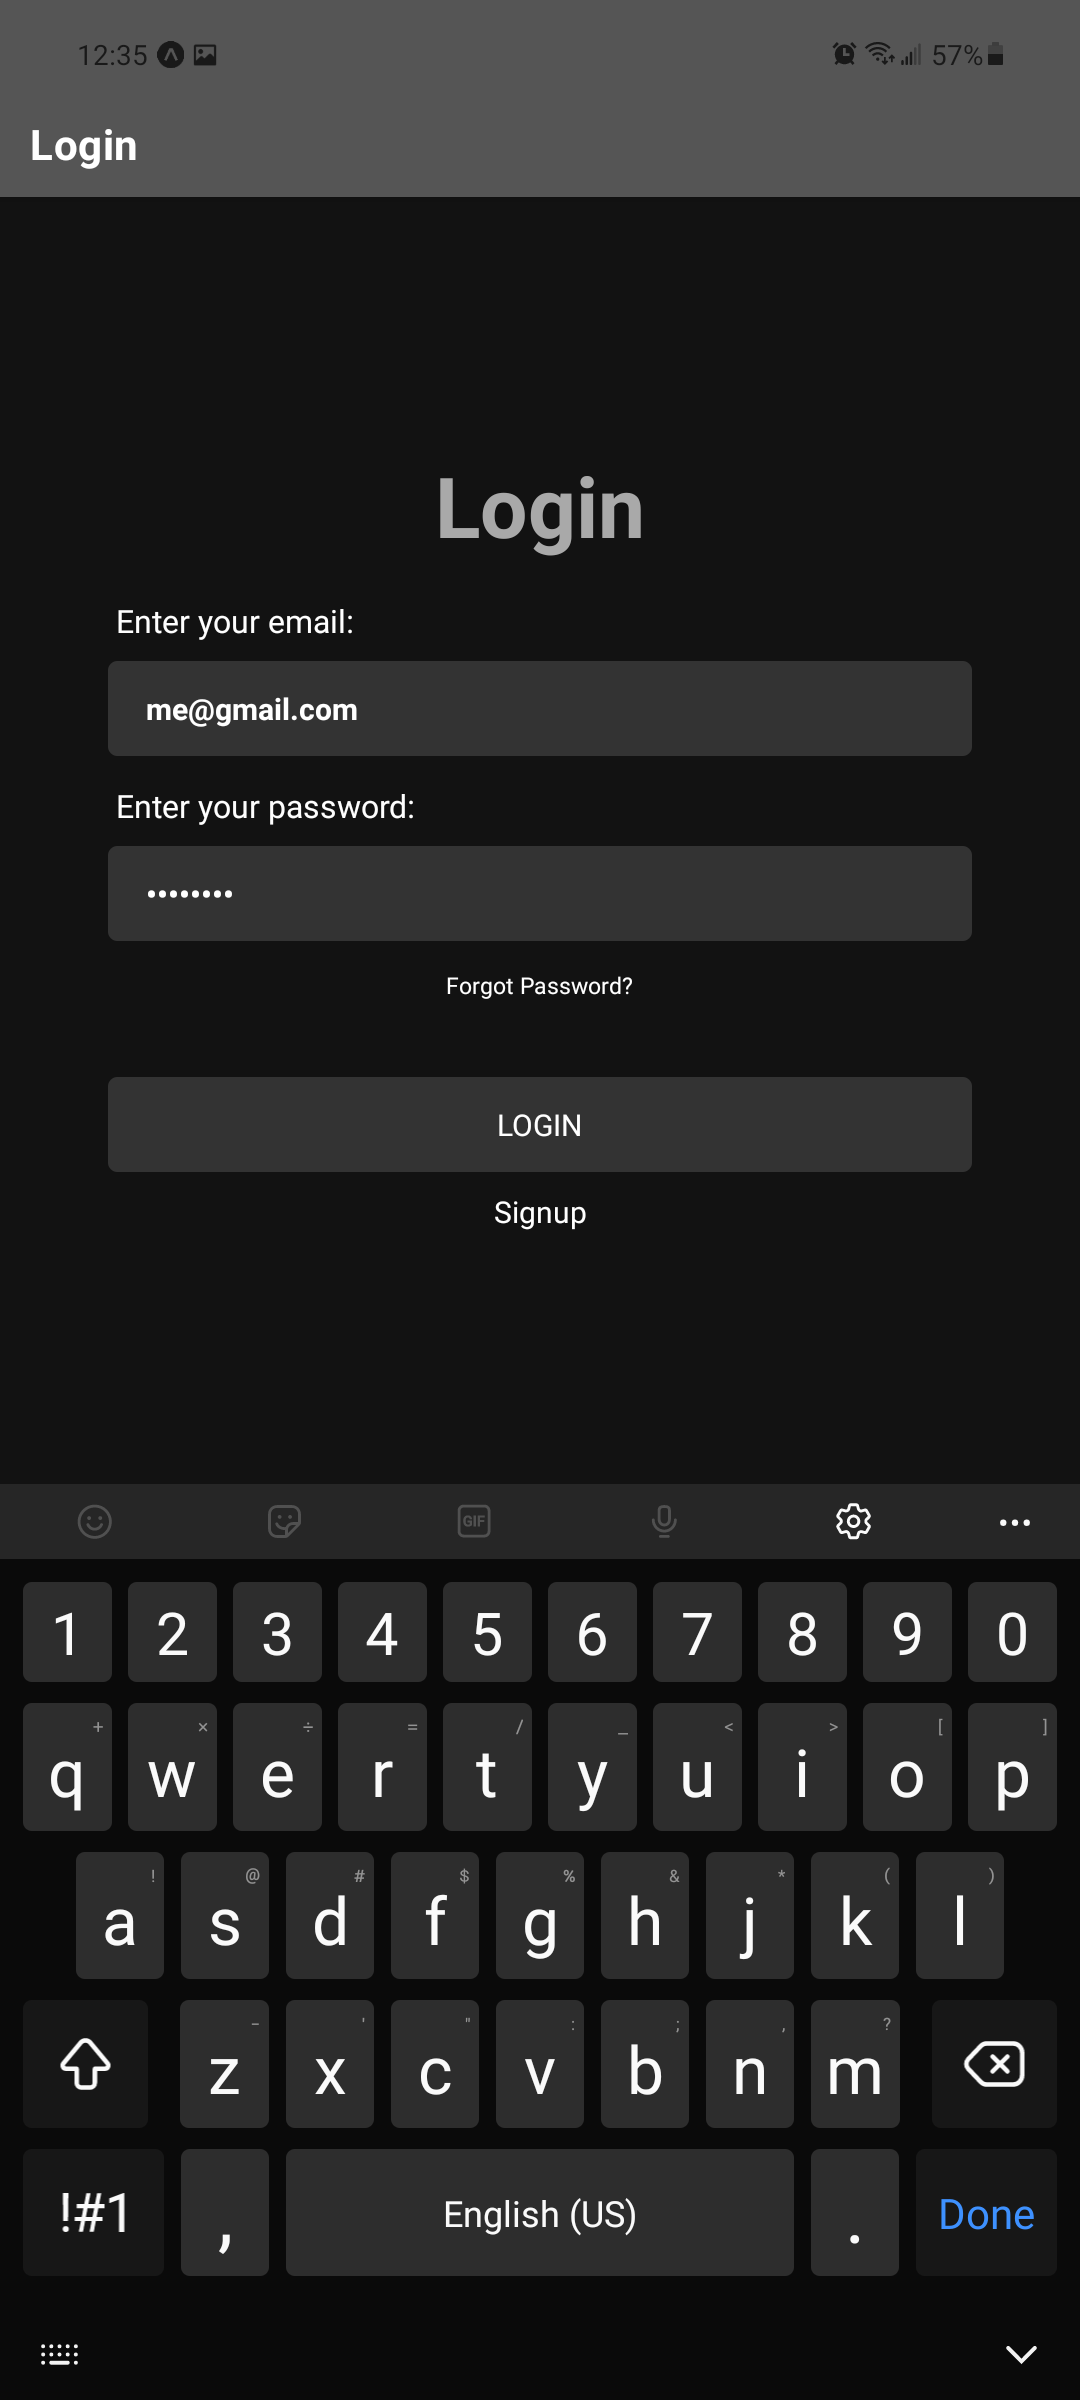 12:35 57%
Login
Login
Enter your email:
me@gmail.com
Enter your password:
••••••••
Forgot Password?
LOGIN
Signup
GIF
1 2 3 4 5 6 7 8 9 0
+ × ÷ = / _ < > [ ]
q w e r t y u i o p
! @ # $ % & * ( )
a s d f g h j k l
- ' " : ; , ?
z x c v b n m
!#1 , English (US) . Done